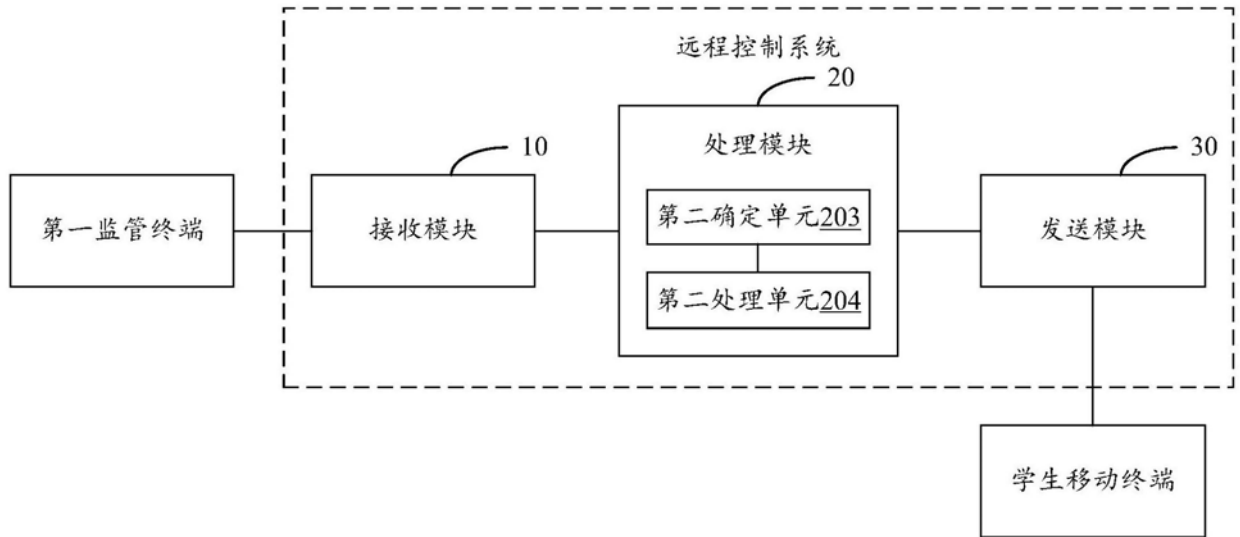 远程控制系统
20
处理模块
10
30
第一监管终端
接收模块
第二确定单元203
发送模块
第二处理单元204
学生移动终端